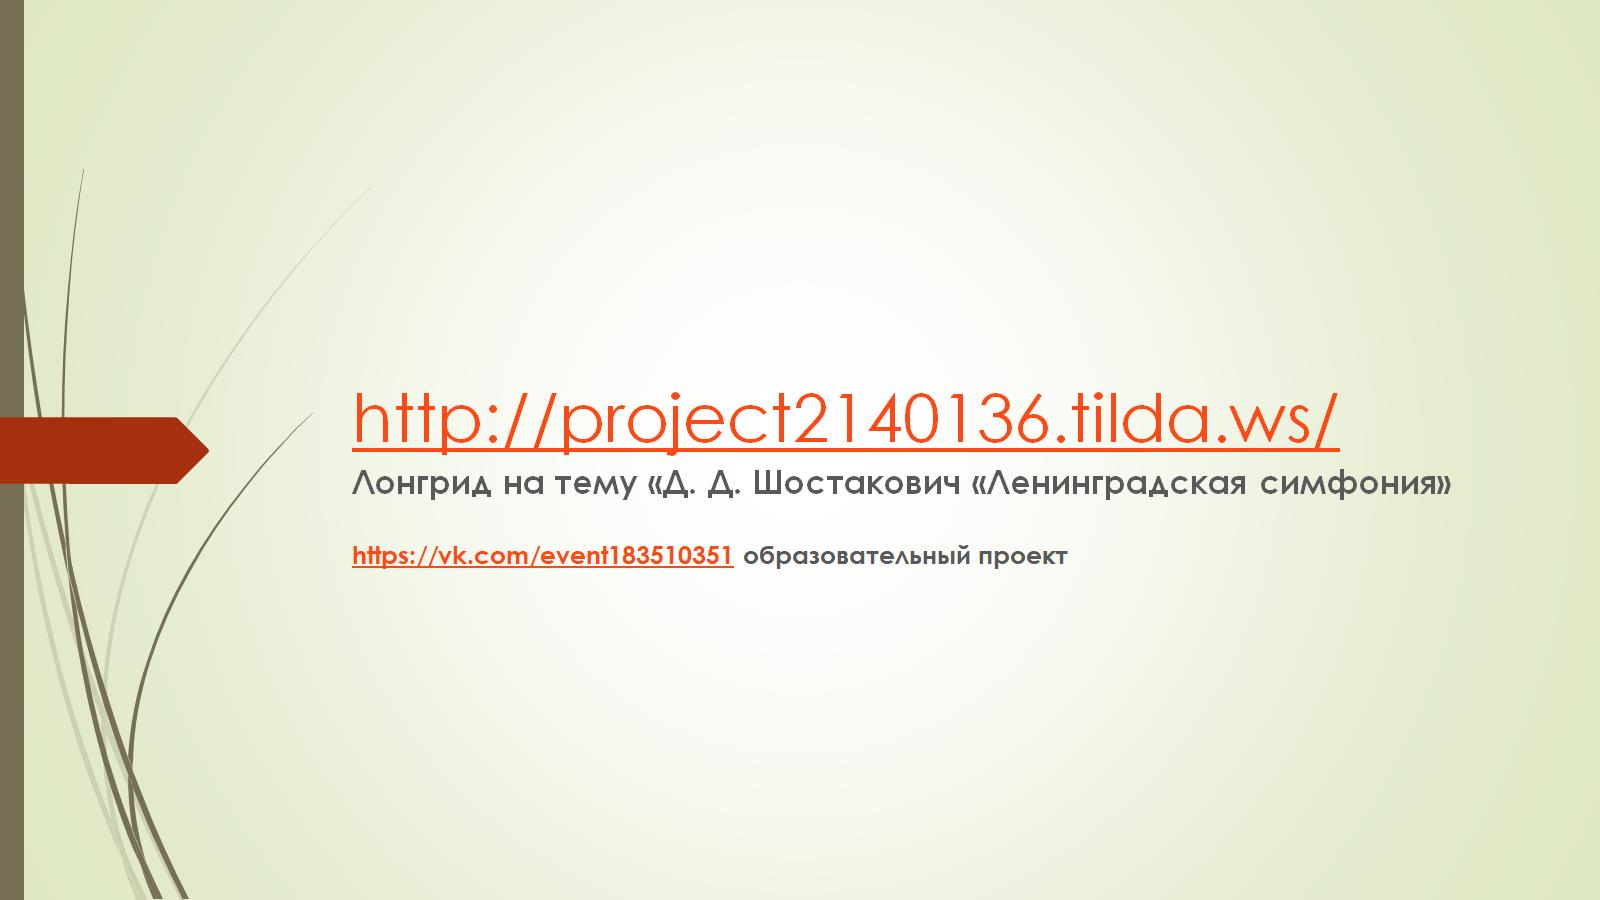 http://project2140136.tilda.ws/
Лонгрид на тему «Д. Д. Шостакович «Ленинградская симфония»
https://vk.com/event183510351 образовательный проект